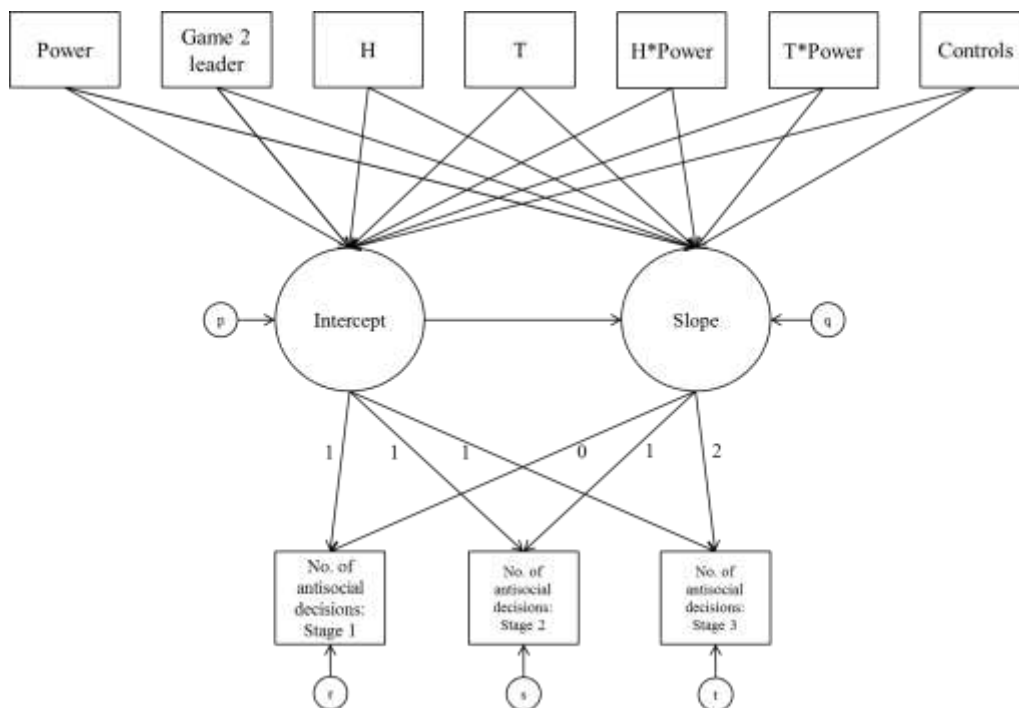 Power
Game 2
leader
H
T
H*Power
T*Power
Controls
p
Intercept
Slope
q
1
1
1
0
1
2
No. of
antisocial
decisions:
Stage 1
No. of
antisocial
decisions:
Stage 2
No. of
antisocial
decisions:
Stage 3
r
s
t